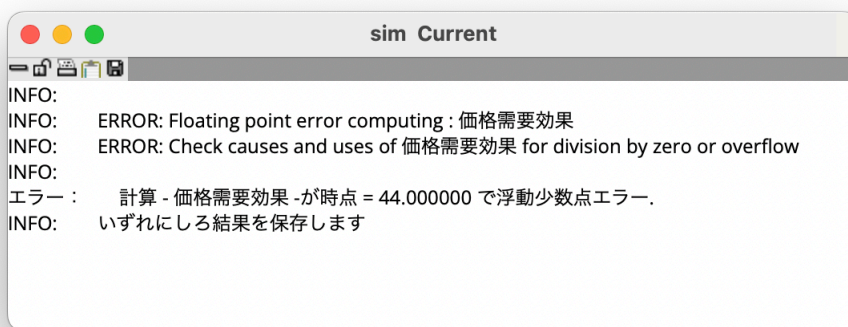 sim Current
INFO:
INFO: ERROR: Floating point error computing : 価格需要効果
INFO: ERROR: Check causes and uses of 価格需要効果 for division by zero or overflow
INFO:
エラー： 計算 - 価格需要効果 -が時点 = 44.000000 で浮動少数点エラー.
INFO: いずれにしろ結果を保存します